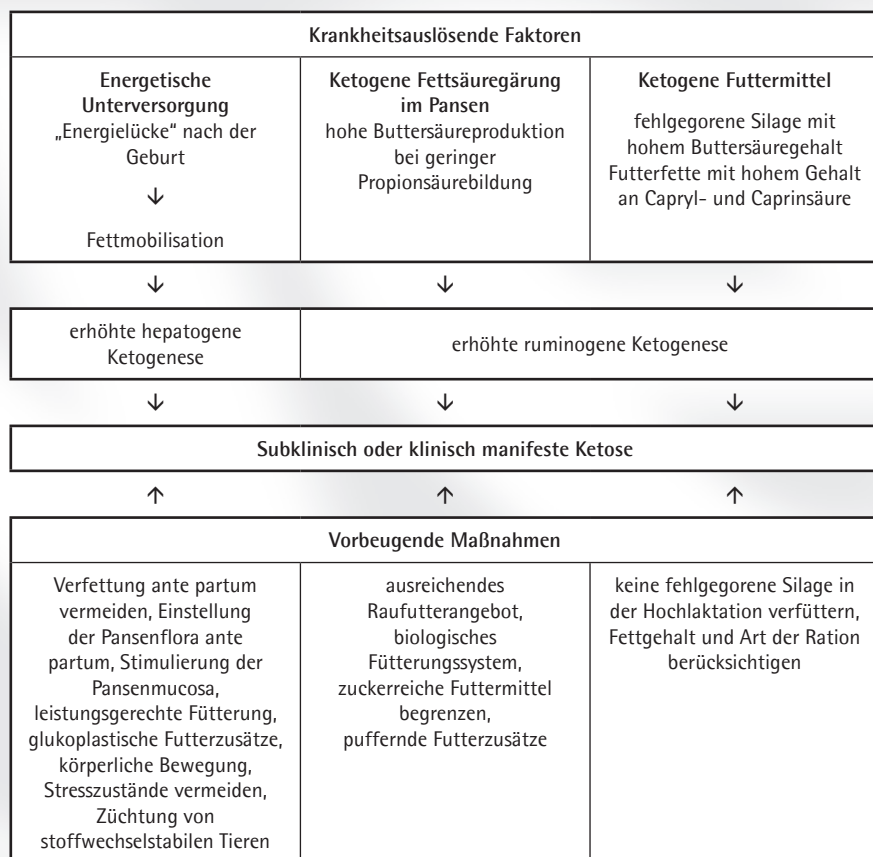 Krankheitsauslösende Faktoren
Energetische
Unterversorgung
„Energielücke" nach der
Geburt
↓
Fettmobilisation
Ketogene Fettsäuregärung
im Pansen
hohe Buttersäureproduktion
bei geringer
Propionsäurebildung
Ketogene Futtermittel
fehlgegorene Silage mit
hohem Buttersäuregehalt
Futterfette mit hohem Gehalt
an Capryl- und Caprinsäure
↓ ↓ ↓
erhöhte hepatogene
Ketogenese
erhöhte ruminogene Ketogenese
↓ ↓ ↓
Subklinisch oder klinisch manifeste Ketose
↑ ↑ ↑
Vorbeugende Maßnahmen
Verfettung ante partum
vermeiden, Einstellung
der Pansenflora ante
partum, Stimulierung der
Pansenmucosa,
leistungsgerechte Fütterung,
glukoplastische Futterzusätze,
körperliche Bewegung,
Stresszustände vermeiden,
Züchtung von
stoffwechselstabilen Tieren
ausreichendes
Raufutterangebot,
biologisches
Fütterungssystem,
zuckerreiche Futtermittel
begrenzen,
puffernde Futterzusätze
keine fehlgegorene Silage in
der Hochlaktation verfüttern,
Fettgehalt und Art der Ration
berücksichtigen